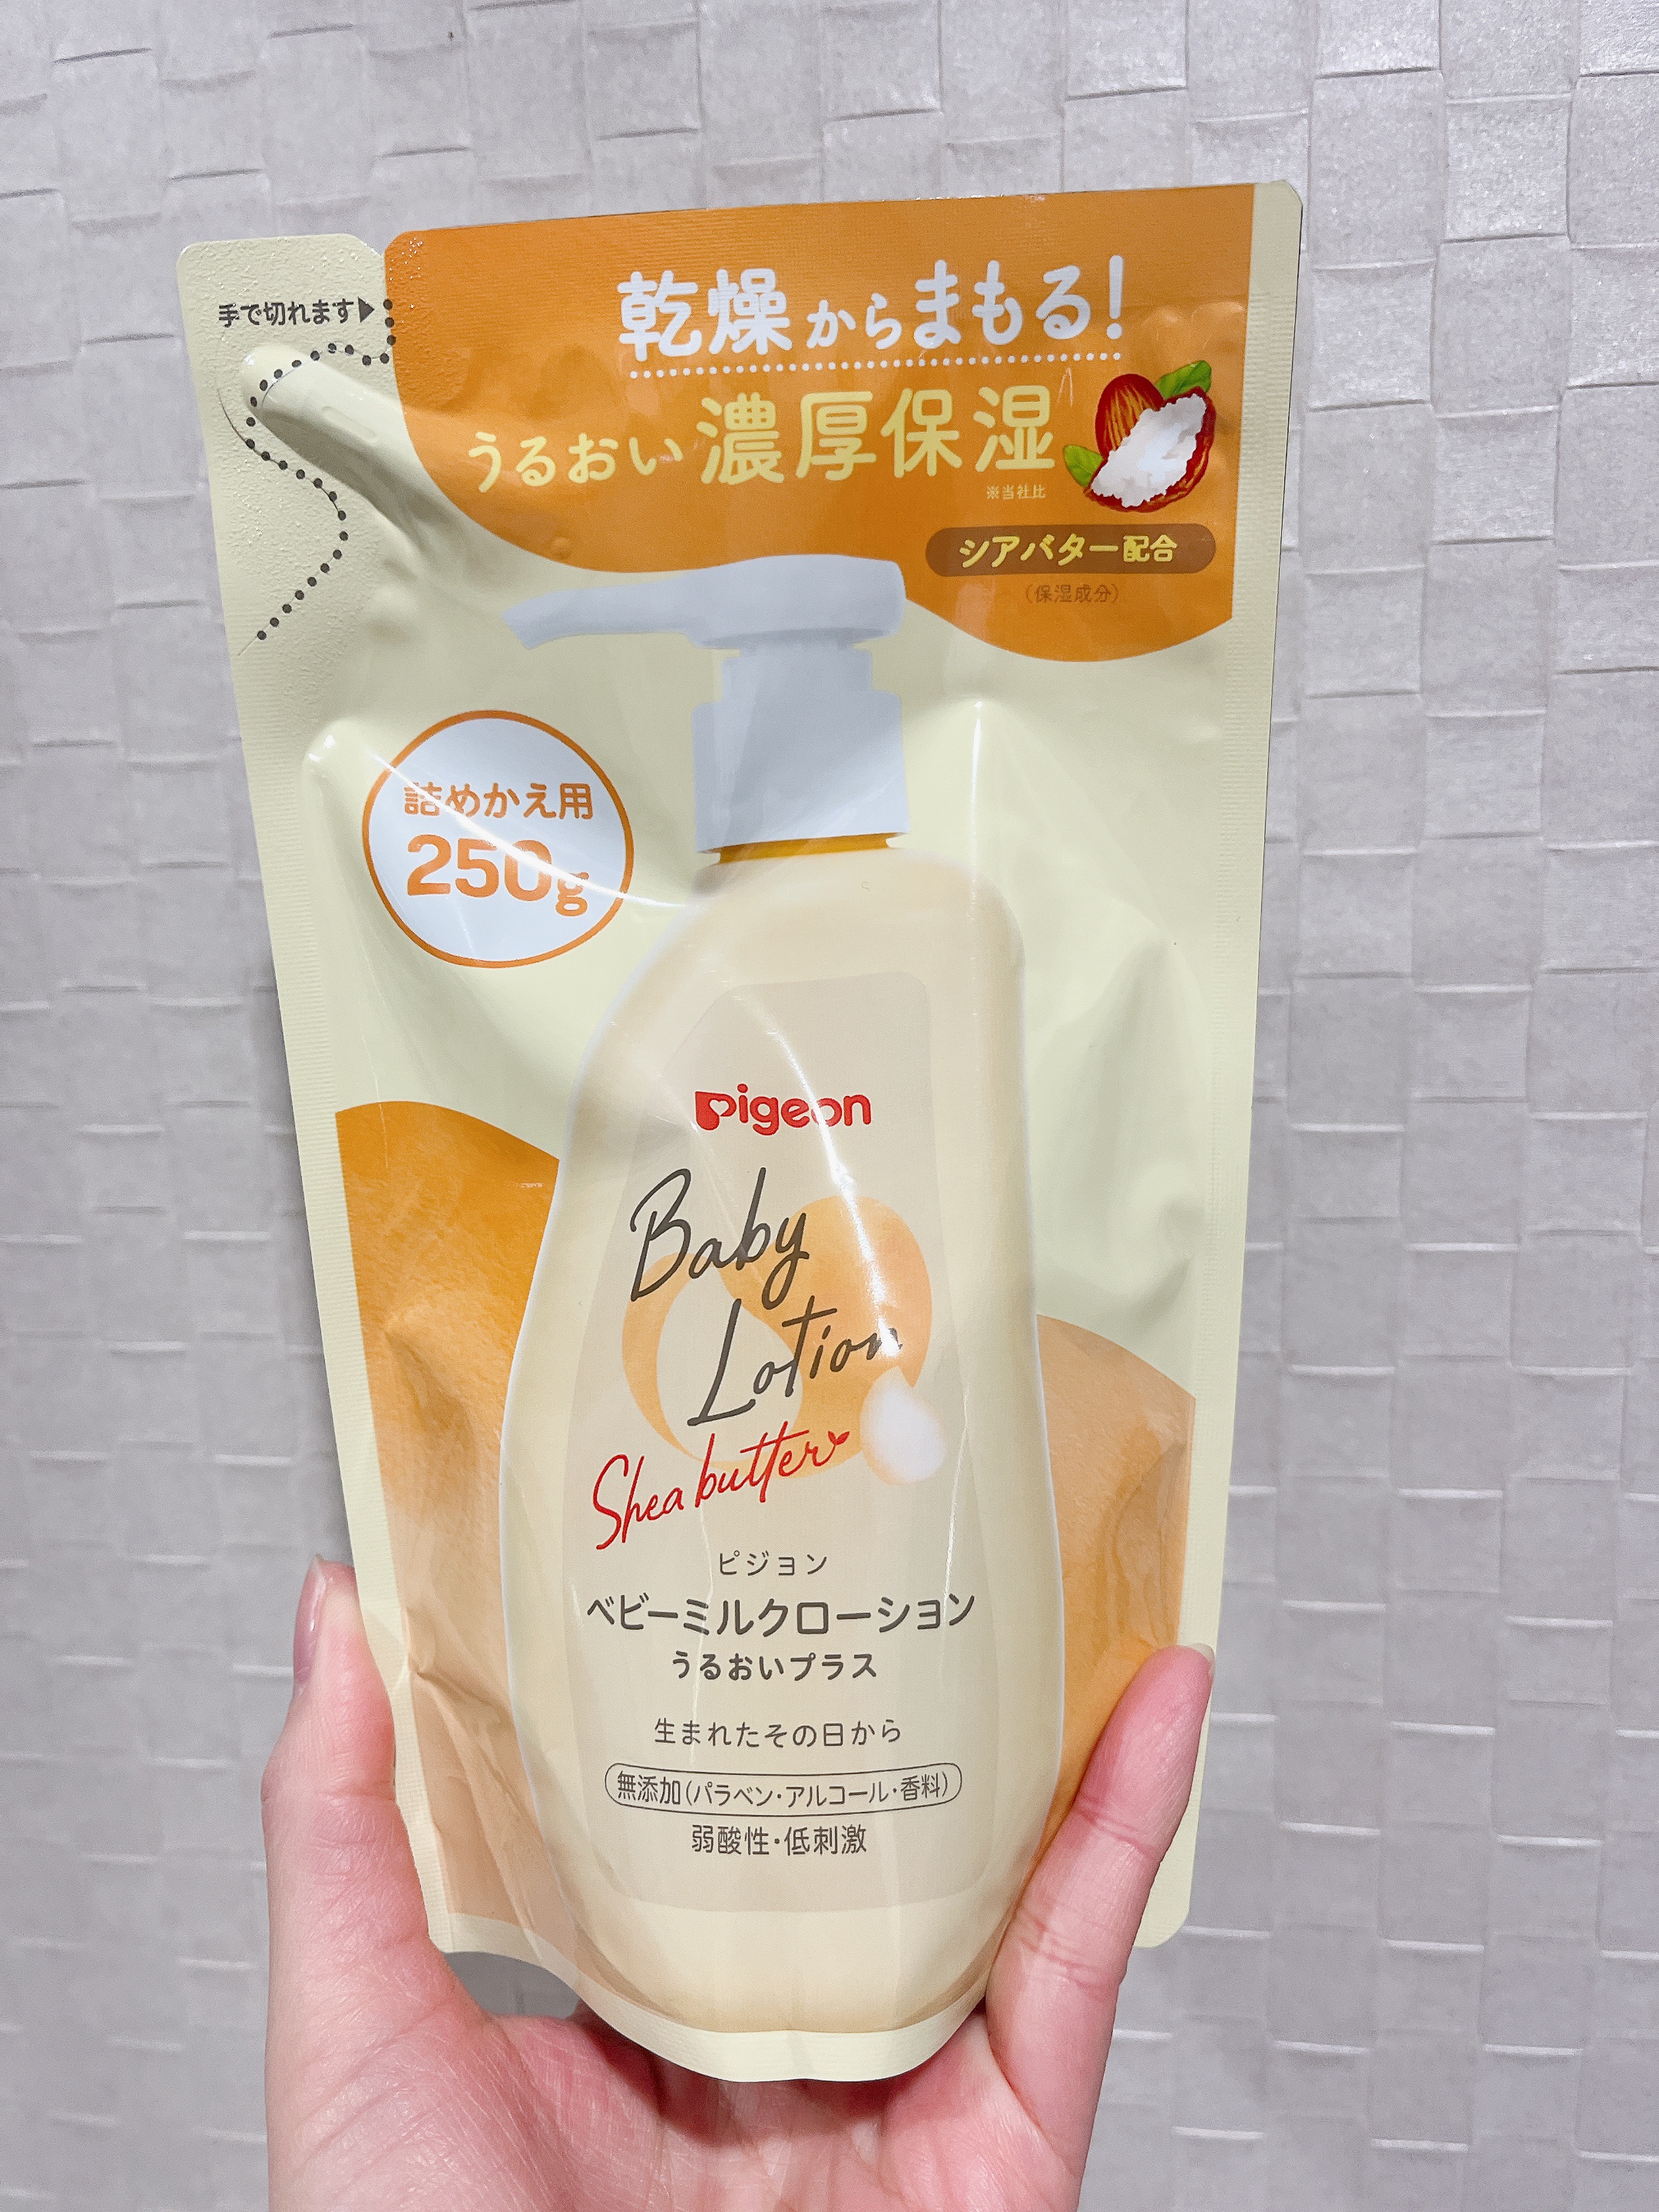 手で切れます▶
乾燥からまもる!
うるおい濃厚保湿
※当社比
シアバター配合
(保湿成分)
詰めかえ用
250g
Pigeon
Baby
Lotion
Shea butter
ピジョン
ベビーミルクローション
うるおいプラス
生まれたその日から
無添加(パラベン・アルコール・香料)
弱酸性・低刺激